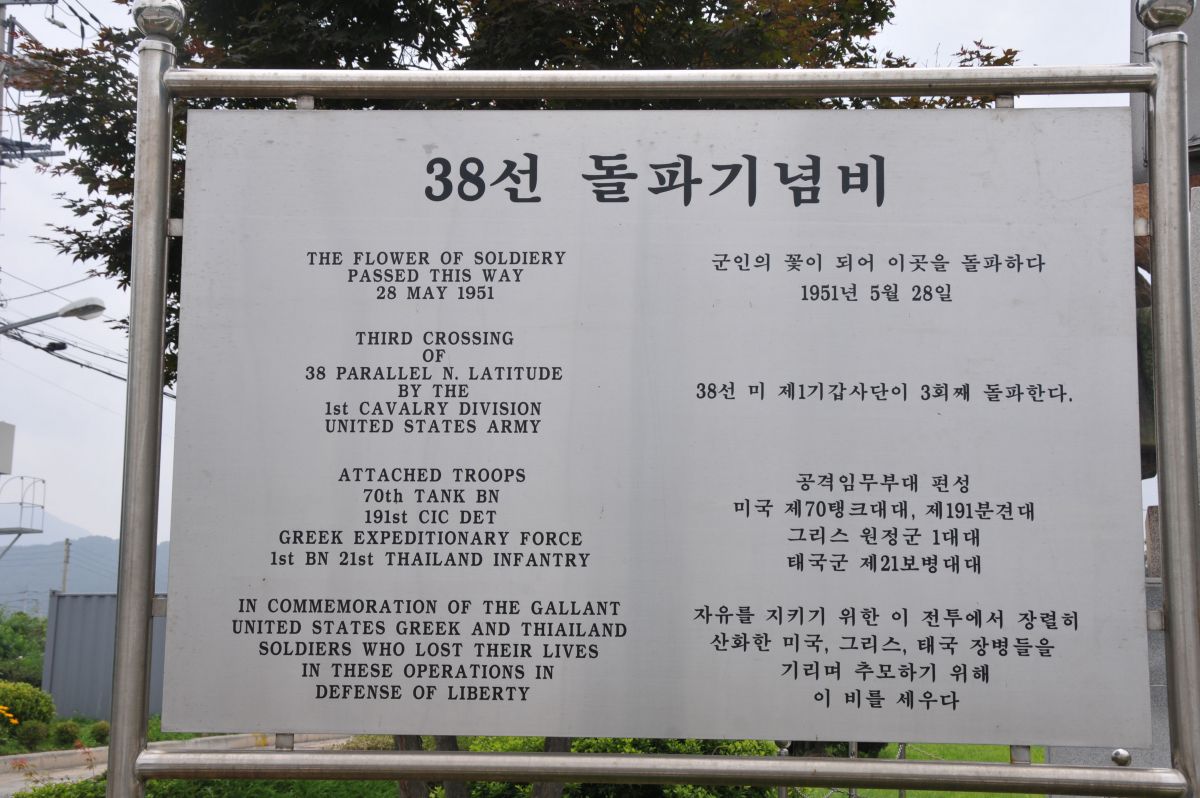 38선 돌파기념비
THE FLOWER OF SOLDIERY
PASSED THIS WAY
28 MAY 1951
THIRD CROSSING
OF
38 PARALLEL N. LATITUDE
BY THE
1st CAVALRY DIVISION
UNITED STATES ARMY
ATTACHED TROOPS
70th TANK BN
191st CIC DET
GREEK EXPEDITIONARY FORCE
1st BN 21st THAILAND INFANTRY
IN COMMEMORATION OF THE GALLANT
UNITED STATES GREEK AND THIAILAND
SOLDIERS WHO LOST THEIR LIVES
IN THESE OPERATIONS IN
DEFENSE OF LIBERTY
군인의 꽃이 되어 이곳을 돌파하다
1951년 5월 28일
38선 미 제1기갑사단이 3회째 돌파한다.
공격임무부대 편성
미국 제70탱크대대, 제191분견대
그리스 원정군 1대대
태국군 제21보병대대
자유를 지키기 위한 이 전투에서 장렬히
산화한 미국, 그리스, 태국 장병들을
기리며 추모하기 위해
이 비를 세우다